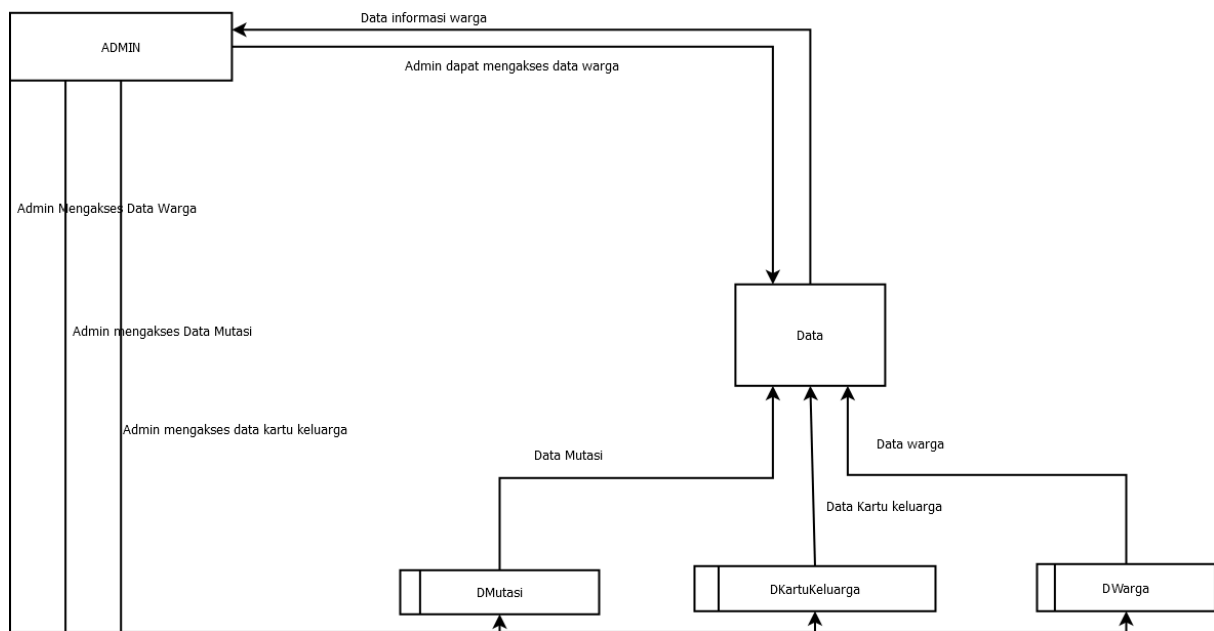 Data informasi warga
ADMIN
Admin dapat mengakses data warga
Admin Mengakses Data Warga
Admin mengakses Data Mutasi
Data
Admin mengakses data kartu keluarga
Data warga
Data Mutasi
Data Kartu keluarga
DMutasi
DKartuKeluarga
DWarga